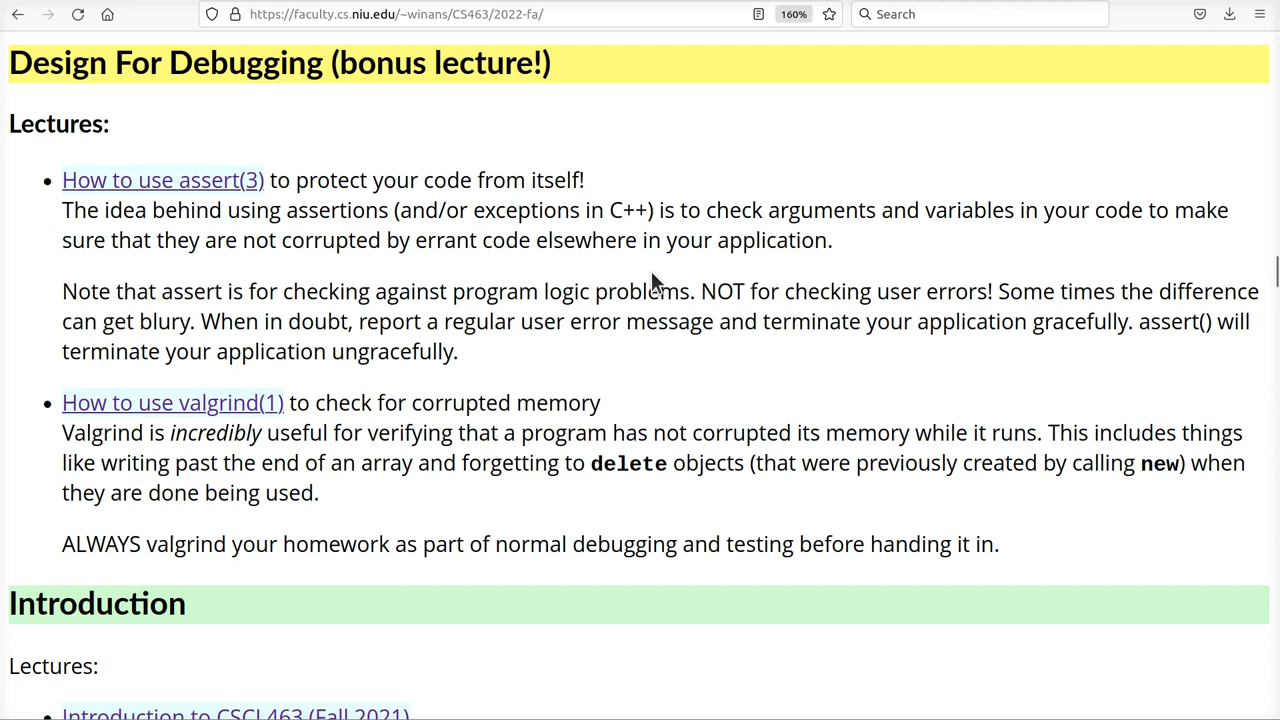 https://faculty.cs.niu.edu/~winans/CS463/2022-fa/
160%
Search
Design For Debugging (bonus lecture!)
Lectures:
• How to use assert(3) to protect your code from itself!
The idea behind using assertions (and/or exceptions in C++) is to check arguments and variables in your code to make
sure that they are not corrupted by errant code elsewhere in your application.
Note that assert is for checking against program logic problems. NOT for checking user errors! Some times the difference
can get blury. When in doubt, report a regular user error message and terminate your application gracefully. assert() will
terminate your application ungracefully.
• How to use valgrind(1) to check for corrupted memory
Valgrind is incredibly useful for verifying that a program has not corrupted its memory while it runs. This includes things
like writing past the end of an array and forgetting to delete objects (that were previously created by calling new) when
they are done being used.
ALWAYS valgrind your homework as part of normal debugging and testing before handing it in.
Introduction
Lectures:
• Introduction to CSCI 463 (Fall 2021)